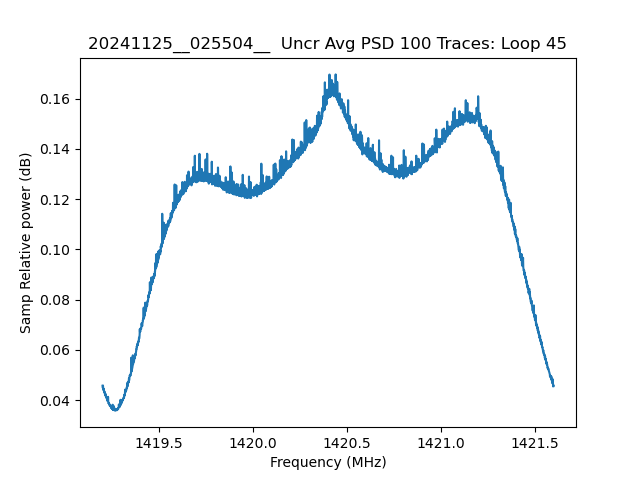 20241125__025504__ Uncr Avg PSD 100 Traces: Loop 45
0.16
0.14
0.12
0.10
0.08
0.06
0.04
Samp Relative power (dB)
1419.5 1420.0 1420.5 1421.0 1421.5
Frequency (MHz)